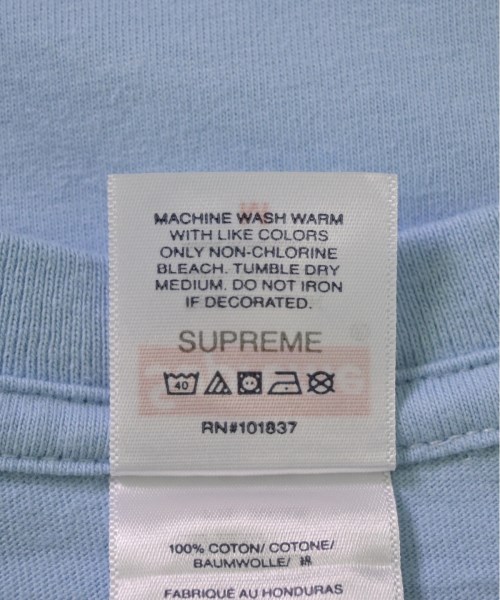 MACHINE WASH WARM
WITH LIKE COLORS
ONLY NON-CHLORINE
BLEACH. TUMBLE DRY
MEDIUM. DO NOT IRON
IF DECORATED.
SUPREME
40
RN#101837
100% COTON/ COTONE/
BAUMWOLLE/ 綿
FABRIQUÉ AU HONDURAS